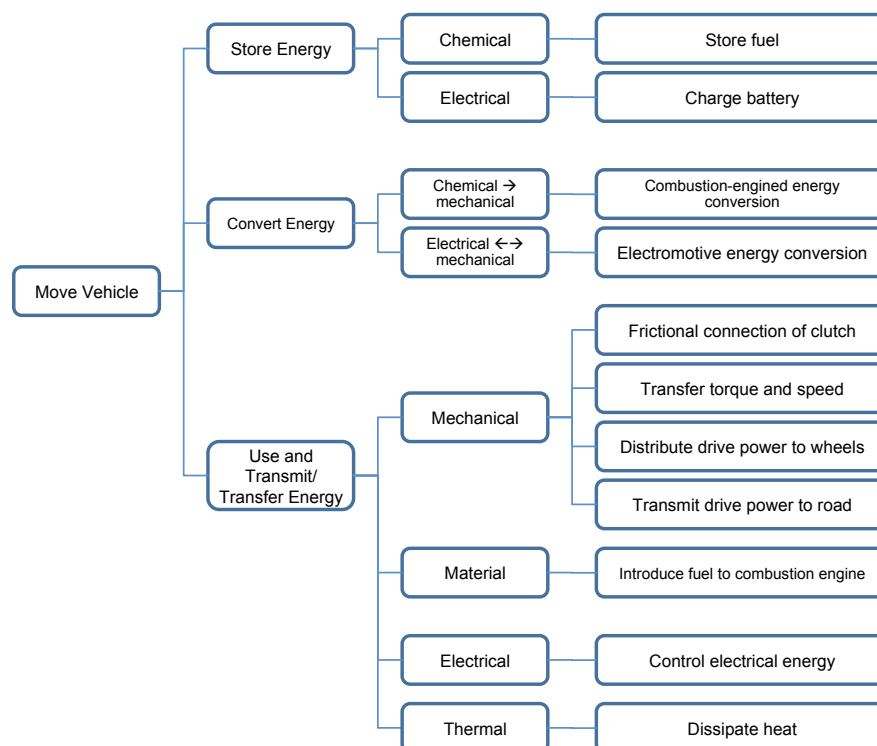 Store Energy
Chemical
Store fuel
Electrical
Charge battery
Convert Energy
Chemical →
mechanical
Combustion-engined energy
conversion
Electrical ←→
mechanical
Electromotive energy conversion
Move Vehicle
Use and
Transmit/
Transfer Energy
Mechanical
Frictional connection of clutch
Transfer torque and speed
Distribute drive power to wheels
Transmit drive power to road
Material
Introduce fuel to combustion engine
Electrical
Control electrical energy
Thermal
Dissipate heat